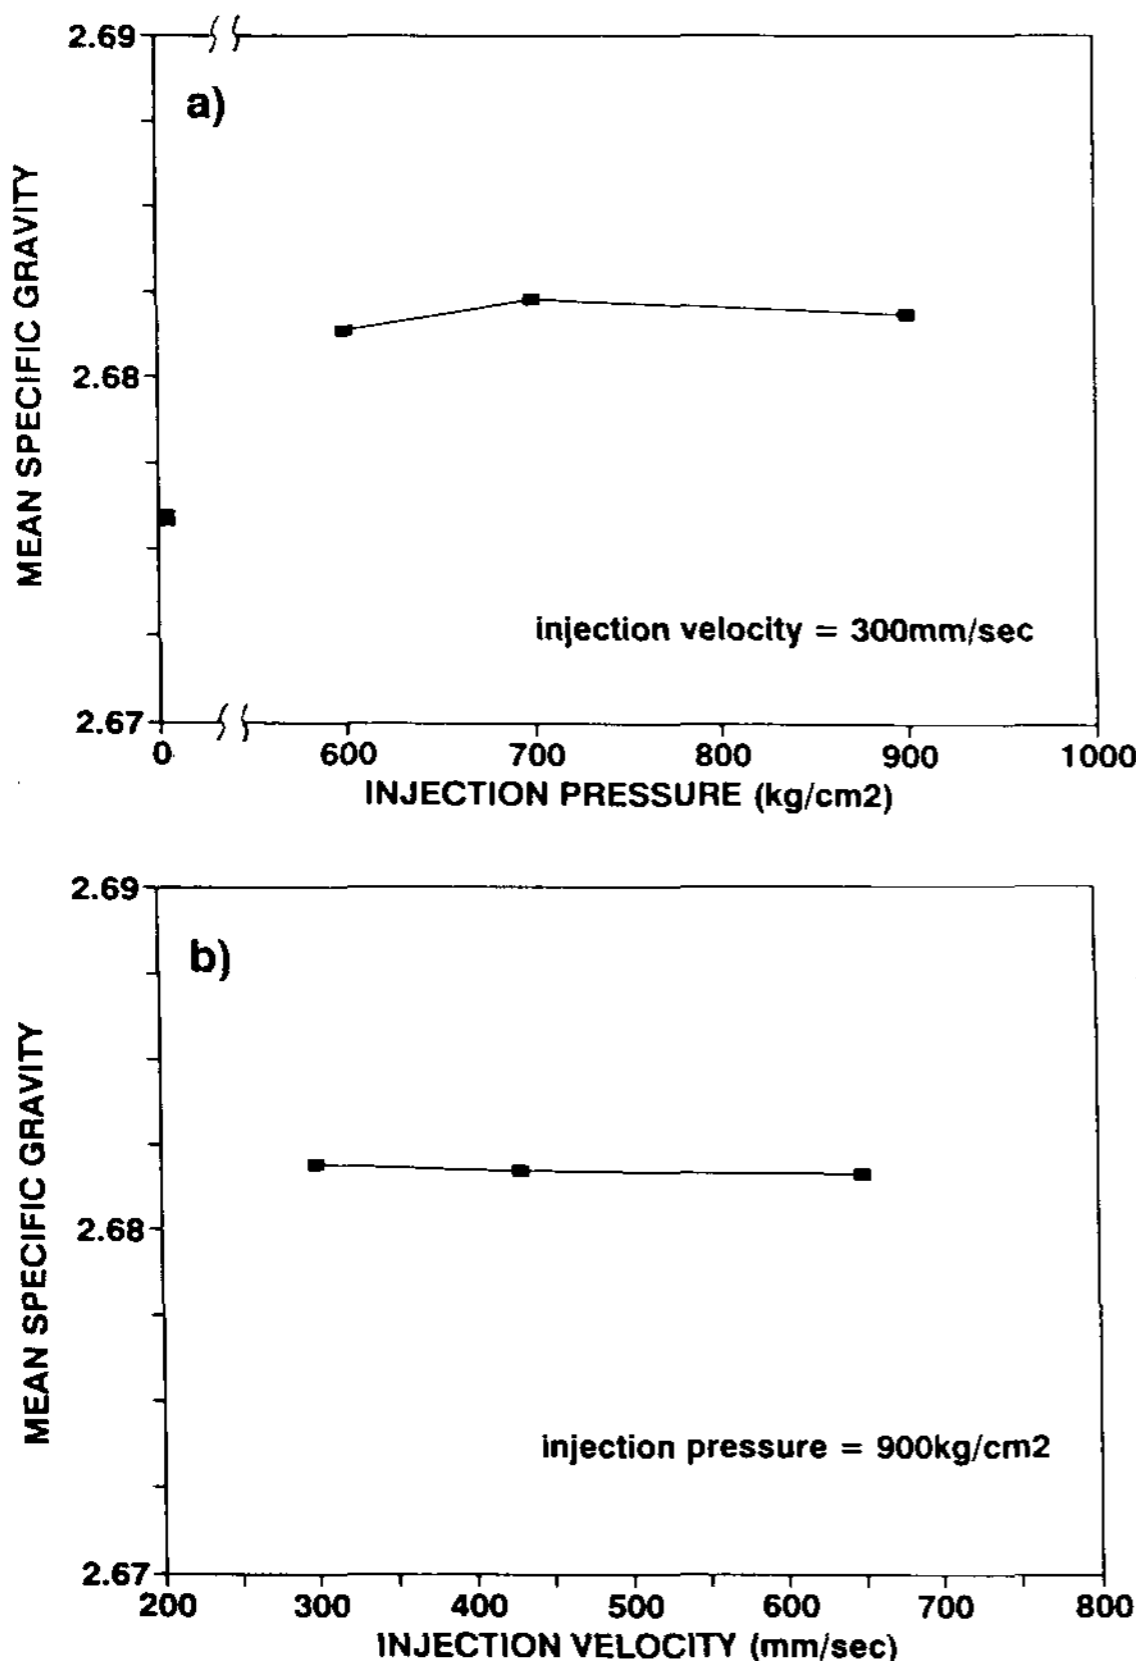 2.69
a)
2.68
2.67
MEAN SPECIFIC GRAVITY
injection velocity = 300mm/sec
0 600 700 800 900 1000
INJECTION PRESSURE (kg/cm2)
2.69
b)
2.68
2.67
MEAN SPECIFIC GRAVITY
injection pressure = 900kg/cm2
200 300 400 500 600 700 800
INJECTION VELOCITY (mm/sec)